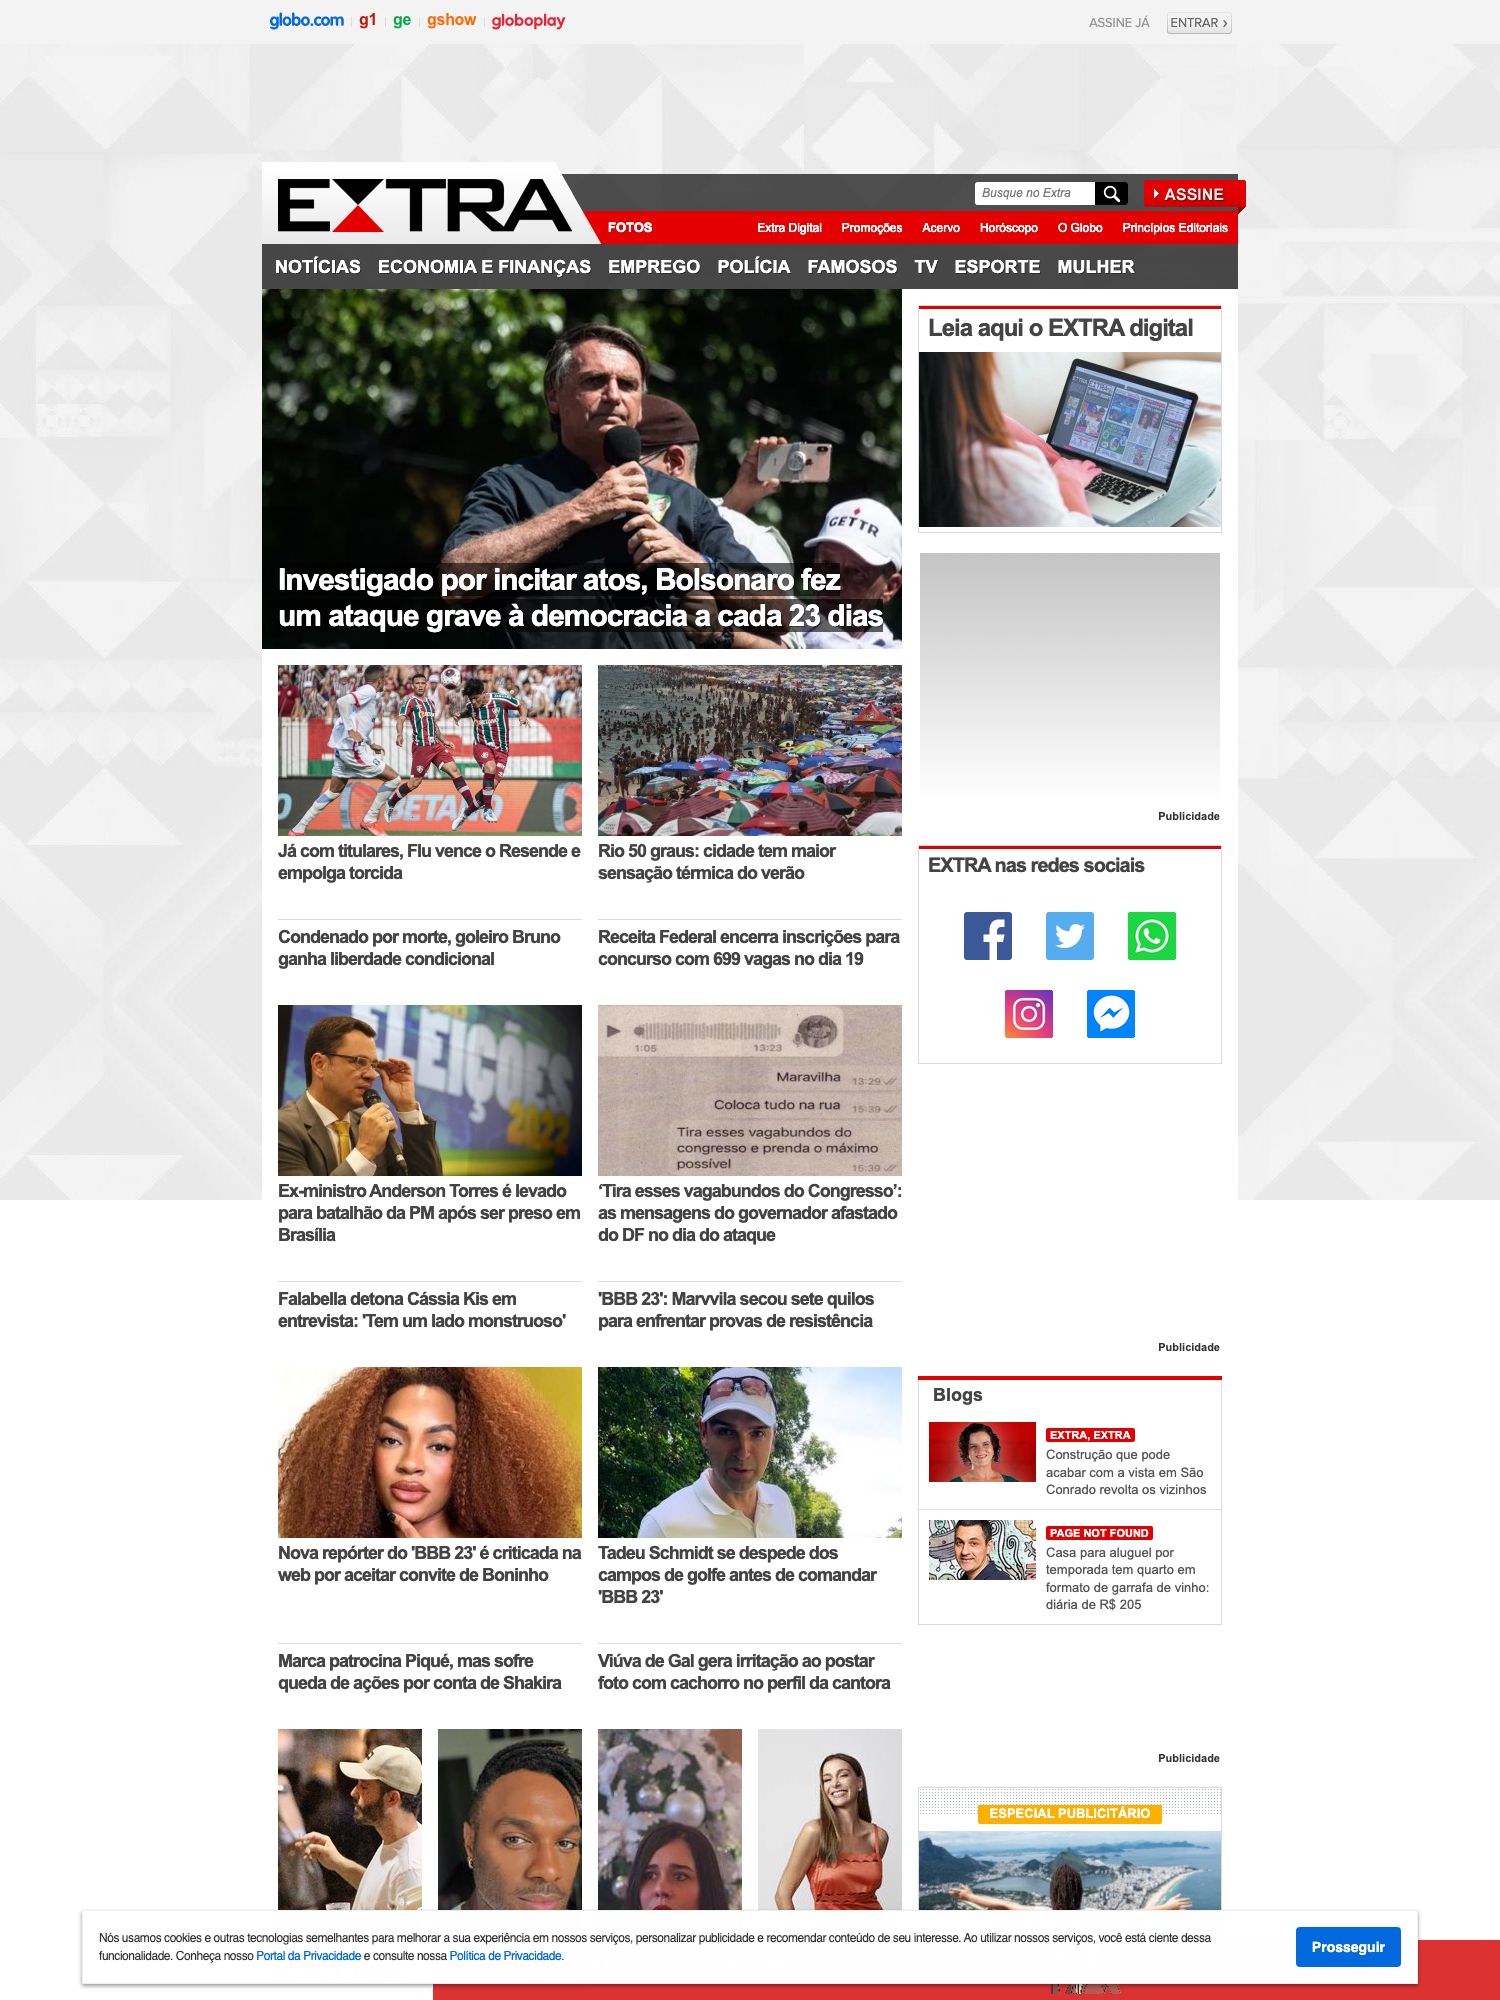 globo.com g1 ge gshow globoplay
ASSINE JÁ ENTRAR ›
EXTRA
Busque no Extra
ASSINE
FOTOS
Extra Digital Promoções Acervo Horóscopo O Globo Princípios Editoriais
NOTÍCIAS ECONOMIA E FINANÇAS EMPREGO POLÍCIA FAMOSOS TV ESPORTE MULHER
GETTR
Investigado por incitar atos, Bolsonaro fez
um ataque grave à democracia a cada 23 dias
Leia aqui o EXTRA digital
Publicidade
BETANO
Já com titulares, Flu vence o Resende e
empolga torcida
Rio 50 graus: cidade tem maior
sensação térmica do verão
Condenado por morte, goleiro Bruno
ganha liberdade condicional
Receita Federal encerra inscrições para
concurso com 699 vagas no dia 19
EXTRA nas redes sociais
ELEIÇÕES
2022
1:05 13:23
Maravilha 13:29
Coloca tudo na rua 15:39
Tira esses vagabundos do
congresso e prenda o máximo
possível 15:39
Ex-ministro Anderson Torres é levado
para batalhão da PM após ser preso em
Brasília
‘Tira esses vagabundos do Congresso’:
as mensagens do governador afastado
do DF no dia do ataque
Falabella detona Cássia Kis em
entrevista: 'Tem um lado monstruoso'
'BBB 23': Marvvila secou sete quilos
para enfrentar provas de resistência
Publicidade
Blogs
EXTRA, EXTRA
Construção que pode
acabar com a vista em São
Conrado revolta os vizinhos
PAGE NOT FOUND
Casa para aluguel por
temporada tem quarto em
formato de garrafa de vinho:
diária de R$ 205
Nova repórter do 'BBB 23' é criticada na
web por aceitar convite de Boninho
Tadeu Schmidt se despede dos
campos de golfe antes de comandar
'BBB 23'
Marca patrocina Piqué, mas sofre
queda de ações por conta de Shakira
Viúva de Gal gera irritação ao postar
foto com cachorro no perfil da cantora
Publicidade
ESPECIAL PUBLICITÁRIO
Nós usamos cookies e outras tecnologias semelhantes para melhorar a sua experiência em nossos serviços, personalizar publicidade e recomendar conteúdo de seu interesse. Ao utilizar nossos serviços, você está ciente dessa
funcionalidade. Conheça nosso Portal da Privacidade e consulte nossa Política de Privacidade.
Prosseguir